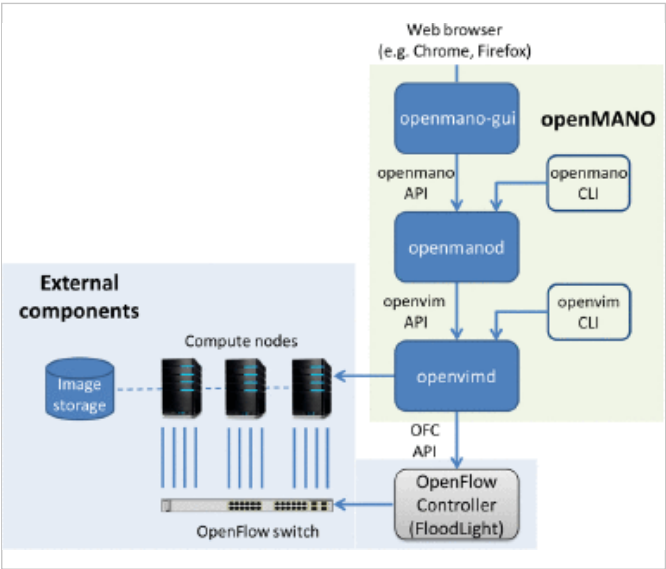 Web browser
(e.g. Chrome, Firefox)
openMANO
openmano-gui
openmano
API
openmano
CLI
openmanod
External
components
openvim
API
openvim
CLI
Compute nodes
Image
storage
openvimd
OFC
API
OpenFlow
Controller
(FloodLight)
OpenFlow switch